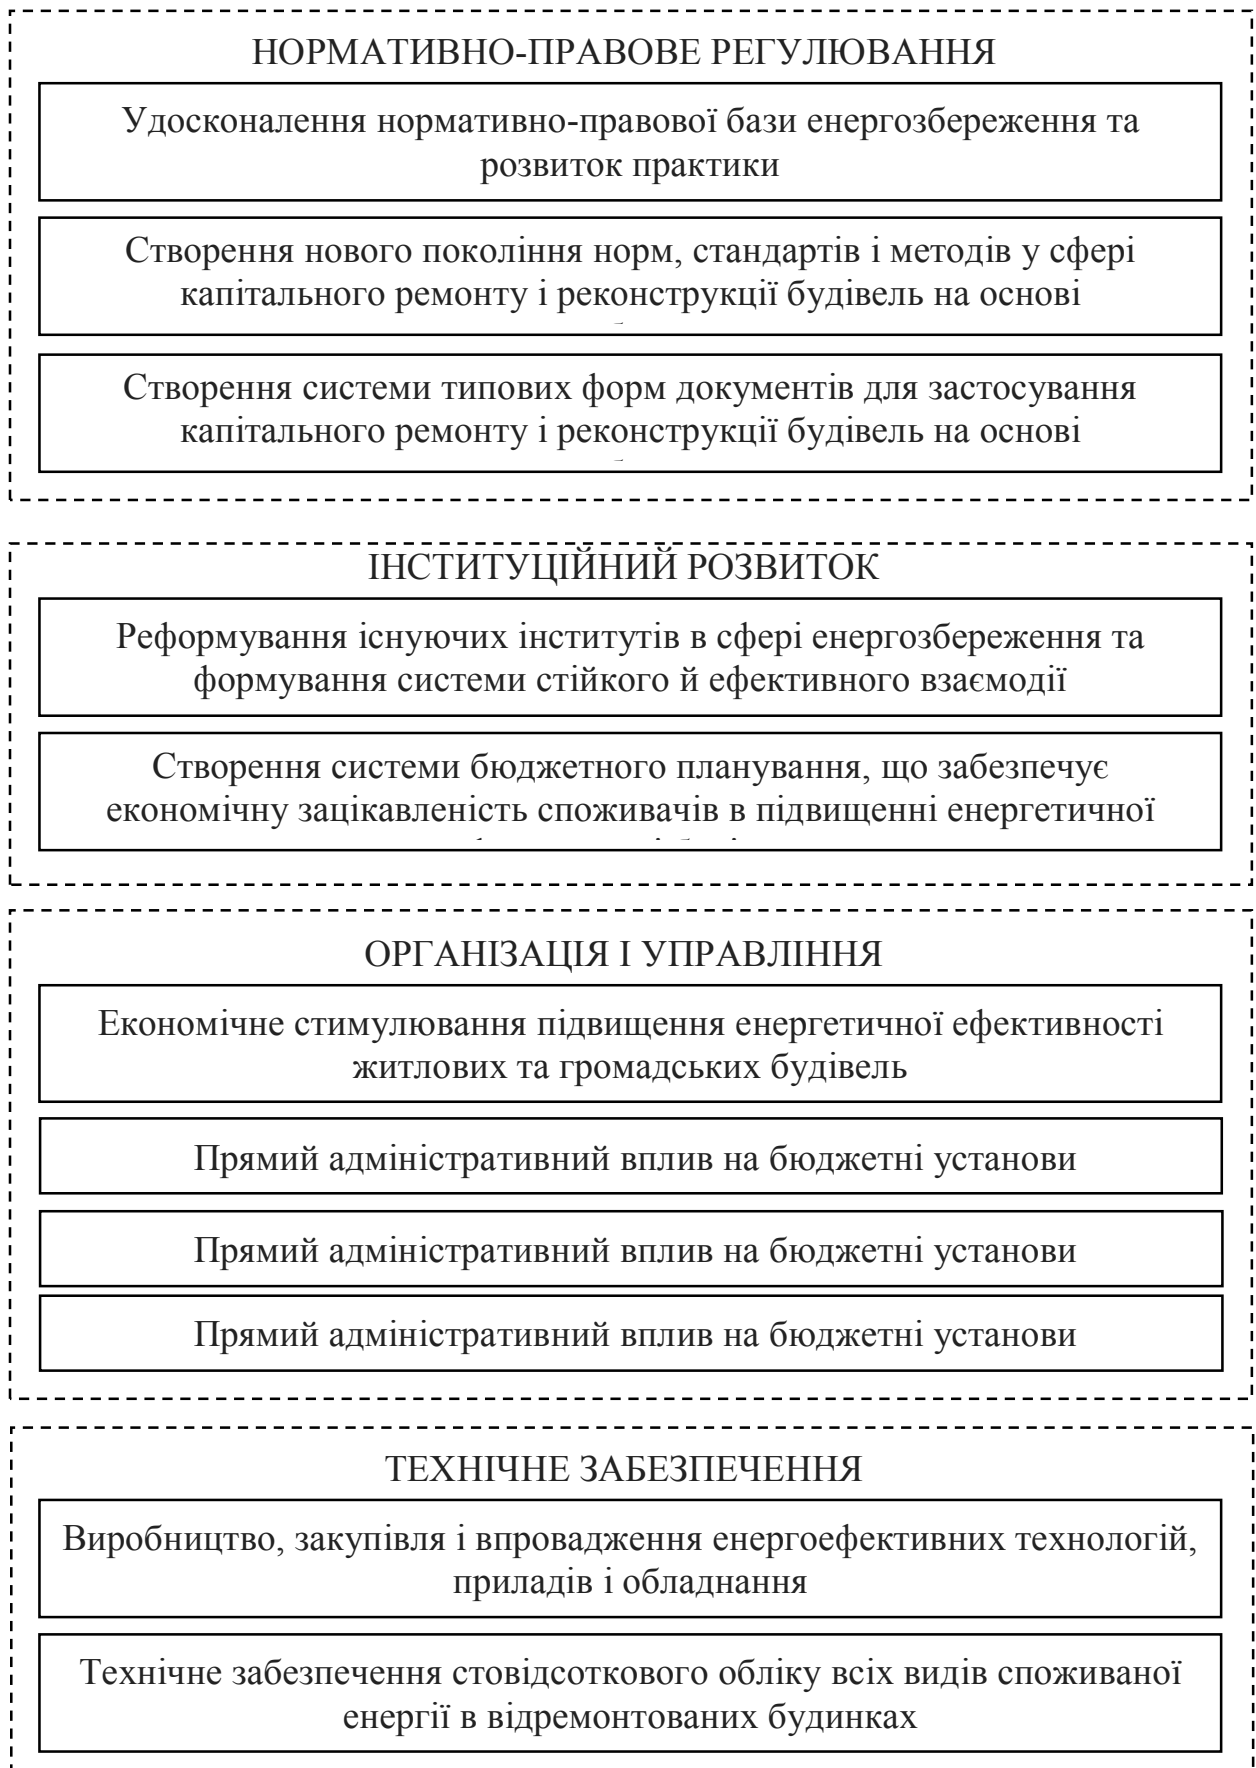 НОРМАТИВНО-ПРАВОВЕ РЕГУЛЮВАННЯ
Удосконалення нормативно-правової бази енергозбереження та
розвиток практики
Створення нового покоління норм, стандартів і методів у сфері
капітального ремонту і реконструкції будівель на основі
Створення системи типових форм документів для застосування
капітального ремонту і реконструкції будівель на основі
ІНСТИТУЦІЙНИЙ РОЗВИТОК
Реформування існуючих інститутів в сфері енергозбереження та
формування системи стійкого й ефективного взаємодії
Створення системи бюджетного планування, що забезпечує
економічну зацікавленість споживачів в підвищенні енергетичної
ОРГАНІЗАЦІЯ І УПРАВЛІННЯ
Економічне стимулювання підвищення енергетичної ефективності
житлових та громадських будівель
Прямий адміністративний вплив на бюджетні установи
Прямий адміністративний вплив на бюджетні установи
Прямий адміністративний вплив на бюджетні установи
ТЕХНІЧНЕ ЗАБЕЗПЕЧЕННЯ
Виробництво, закупівля і впровадження енергоефективних технологій,
приладів і обладнання
Технічне забезпечення стовідсоткового обліку всіх видів споживаної
енергії в відремонтованих будинках